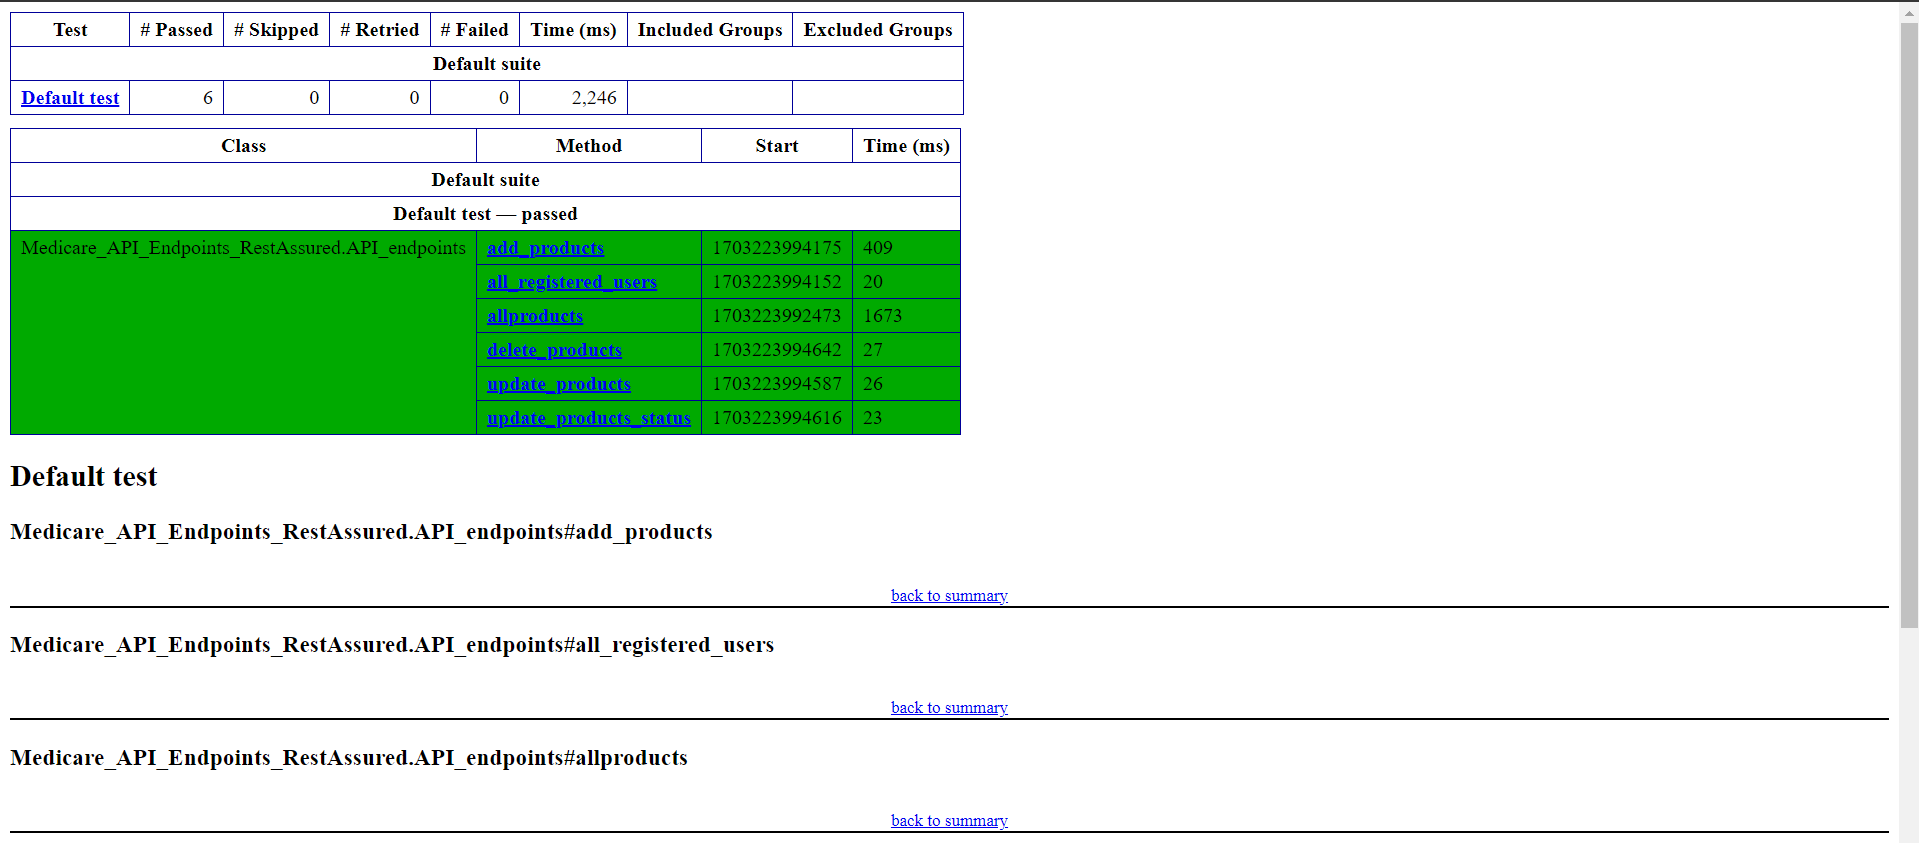 Test # Passed # Skipped # Retried # Failed Time (ms) Included Groups Excluded Groups
Default suite
Default test 6 0 0 0 2,246
Class Method Start Time (ms)
Default suite
Default test — passed
Medicare_API_Endpoints_RestAssured.API_endpoints add_products 1703223994175 409
all_registered_users 1703223994152 20
allproducts 1703223992473 1673
delete_products 1703223994642 27
update_products 1703223994587 26
update_products_status 1703223994616 23
Default test
Medicare_API_Endpoints_RestAssured.API_endpoints#add_products
back to summary
Medicare_API_Endpoints_RestAssured.API_endpoints#all_registered_users
back to summary
Medicare_API_Endpoints_RestAssured.API_endpoints#allproducts
back to summary